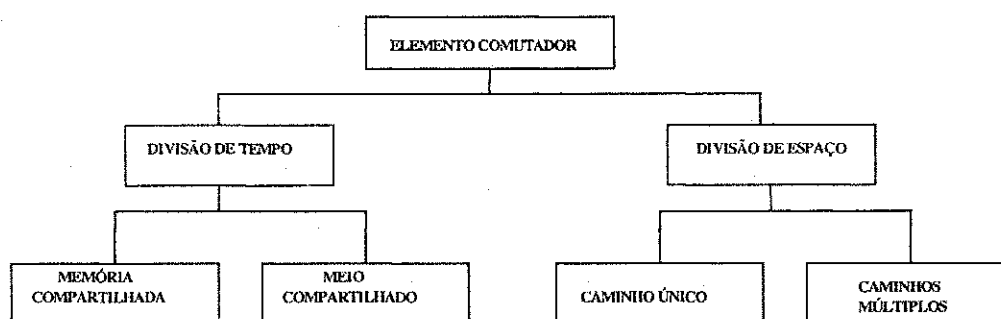 ELEMENTO COMUTADOR
DIVISÃO DE TEMPO
DIVISÃO DE ESPAÇO
MEMÓRIA
COMPARTILHADA
MEIO
COMPARTILHADO
CAMINHO ÚNICO
CAMINHOS
MÚLTIPLOS